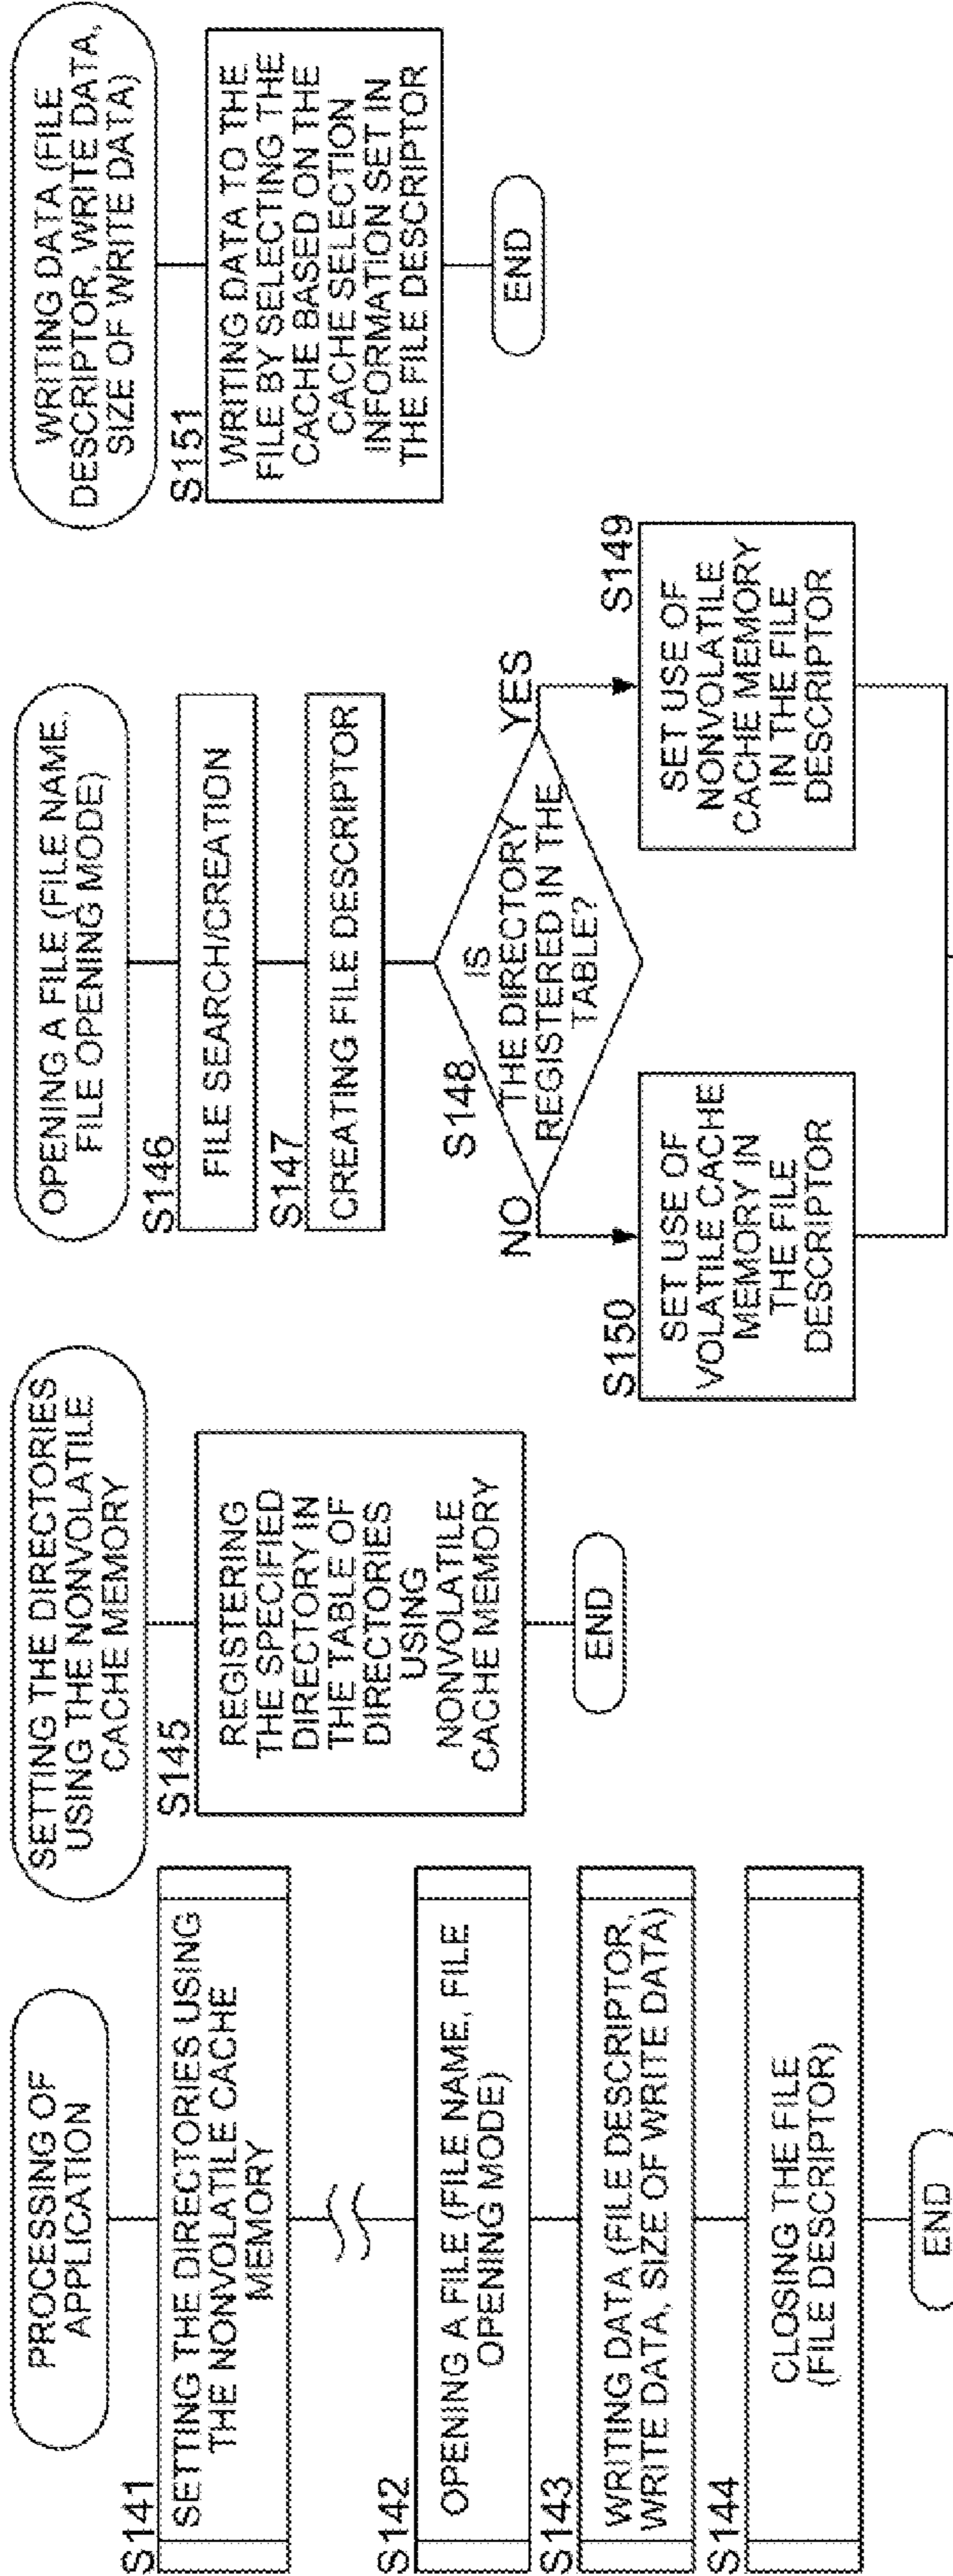 PROCESSING OF
APPLICATION
S141
SETTING THE DIRECTORIES USING
THE NONVOLATILE CACHE
MEMORY
S142
OPENING A FILE (FILE NAME, FILE
OPENING MODE)
S143
WRITING DATA (FILE DESCRIPTOR,
WRITE DATA, SIZE OF WRITE DATA)
S144
CLOSING THE FILE
(FILE DESCRIPTOR)
END
SETTING THE DIRECTORIES
USING THE NONVOLATILE
CACHE MEMORY
S145
REGISTERING
THE SPECIFIED
DIRECTORY IN
THE TABLE OF
DIRECTORIES
USING
NONVOLATILE
CACHE MEMORY
END
OPENING A FILE (FILE NAME,
FILE OPENING MODE)
S146
FILE SEARCH/CREATION
S147
CREATING FILE DESCRIPTOR
S148
IS
THE DIRECTORY
REGISTERED IN THE
TABLE?
NO
YES
S150
SET USE OF
VOLATILE CACHE
MEMORY IN
THE FILE
DESCRIPTOR
S149
SET USE OF
NONVOLATILE
CACHE MEMORY
IN THE FILE
DESCRIPTOR
WRITING DATA (FILE
DESCRIPTOR, WRITE DATA,
SIZE OF WRITE DATA)
S151
WRITING DATA TO THE
FILE BY SELECTING THE
CACHE BASED ON THE
CACHE SELECTION
INFORMATION SET IN
THE FILE DESCRIPTOR
END